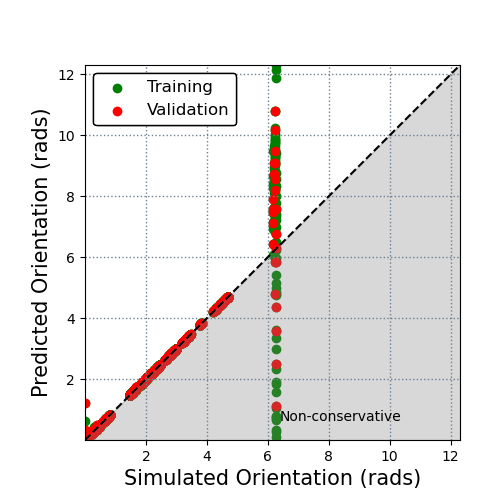 12
10
8
6
4
2
Predicted Orientation (rads)
Training
Validation
Non-conservative
2
4
6
8
10
12
Simulated Orientation (rads)